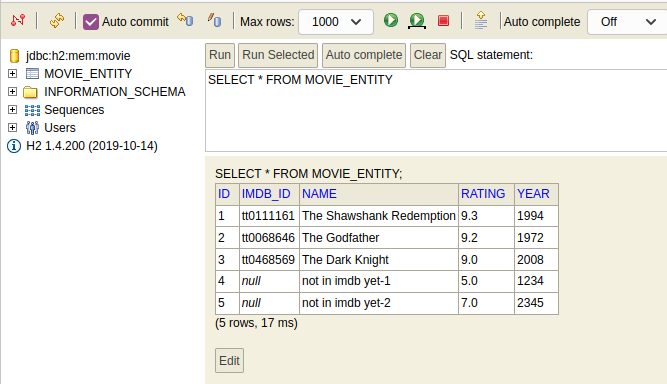 Auto commit Max rows: 1000 Auto complete Off
jdbc:h2:mem:movie
MOVIE_ENTITY
INFORMATION_SCHEMA
Sequences
Users
H2 1.4.200 (2019-10-14)
Run Run Selected Auto complete Clear SQL statement:
SELECT * FROM MOVIE_ENTITY
SELECT * FROM MOVIE_ENTITY;
ID IMDB_ID NAME RATING YEAR
1 tt0111161 The Shawshank Redemption 9.3 1994
2 tt0068646 The Godfather 9.2 1972
3 tt0468569 The Dark Knight 9.0 2008
4 null not in imdb yet-1 5.0 1234
5 null not in imdb yet-2 7.0 2345
(5 rows, 17 ms)
Edit